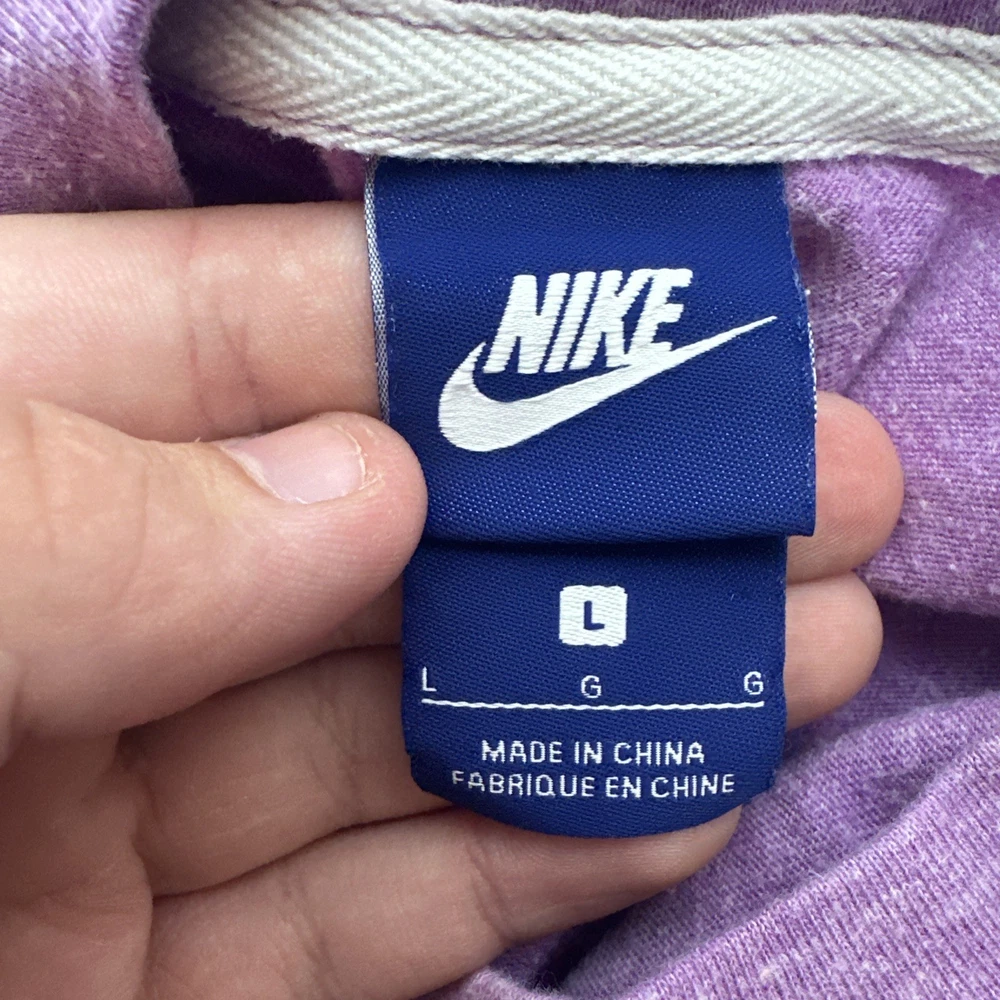 NIKE
L
L G G
MADE IN CHINA
FABRIQUE EN CHINE